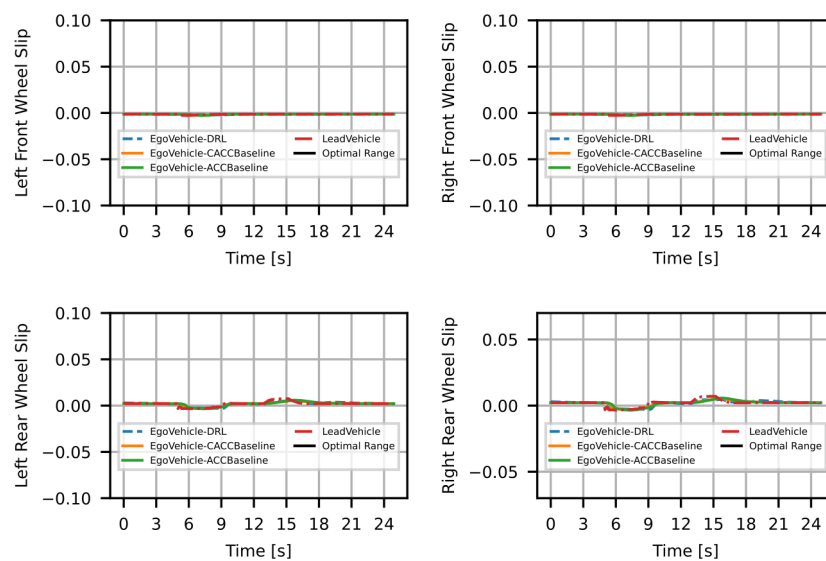 Left Front Wheel Slip
0.10
0.05
0.00
−0.05
−0.10
EgoVehicle-DRL
EgoVehicle-CACCBaseline
EgoVehicle-ACCBaseline
LeadVehicle
Optimal Range
0 3 6 9 12 15 18 21 24
Time [s]
Right Front Wheel Slip
0.10
0.05
0.00
−0.05
−0.10
EgoVehicle-DRL
EgoVehicle-CACCBaseline
EgoVehicle-ACCBaseline
LeadVehicle
Optimal Range
0 3 6 9 12 15 18 21 24
Time [s]
Left Rear Wheel Slip
0.10
0.05
0.00
−0.05
−0.10
EgoVehicle-DRL
EgoVehicle-CACCBaseline
EgoVehicle-ACCBaseline
LeadVehicle
Optimal Range
0 3 6 9 12 15 18 21 24
Time [s]
Right Rear Wheel Slip
0.05
0.00
−0.05
EgoVehicle-DRL
EgoVehicle-CACCBaseline
EgoVehicle-ACCBaseline
LeadVehicle
Optimal Range
0 3 6 9 12 15 18 21 24
Time [s]